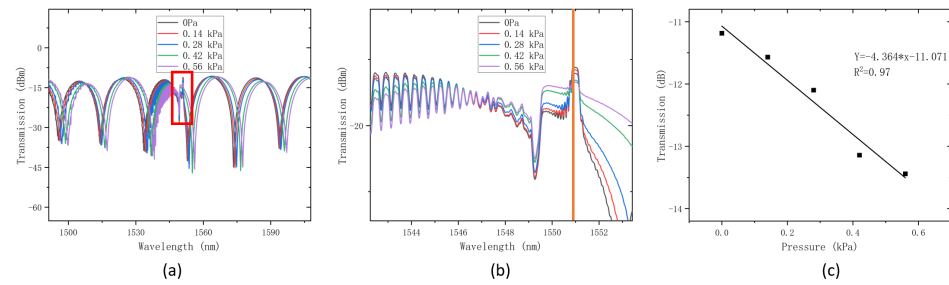 0Pa
0.14 kPa
0.28 kPa
0.42 kPa
0.56 kPa
Transmission (dBm)
0
-15
-30
-45
-60
1500
1530
1560
1590
Wavelength (nm)
(a)
0Pa
0.14 kPa
0.28 kPa
0.42 kPa
0.56 kPa
Transmission (dBm)
-20
1544
1546
1548
1550
1552
Wavelength (nm)
(b)
Transmission (dB)
-11
-12
-13
-14
Y=-4.364*x-11.071
R²=0.97
0.0
0.2
0.4
0.6
Pressure (kPa)
(c)